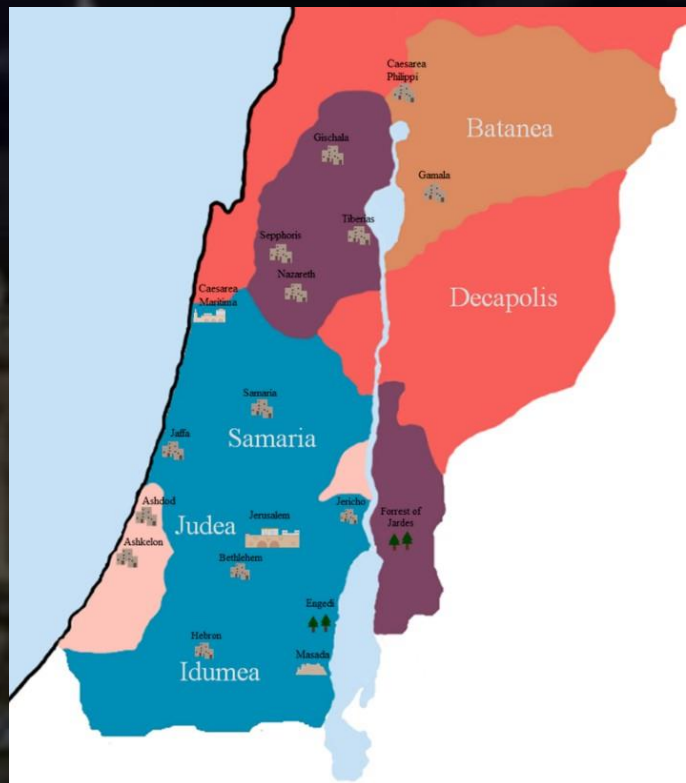 Caesarea
Philippi
Batanea
Gischala
Gamala
Tiberias
Sepphoris
Nazareth
Caesarea
Maritima
Decapolis
Samaria
Samaria
Jaffa
Ashdod
Jericho
Jerusalem
Judea
Forrest of
Jardes
Ashkelon
Bethlehem
Engedi
Hebron
Masada
Idumea